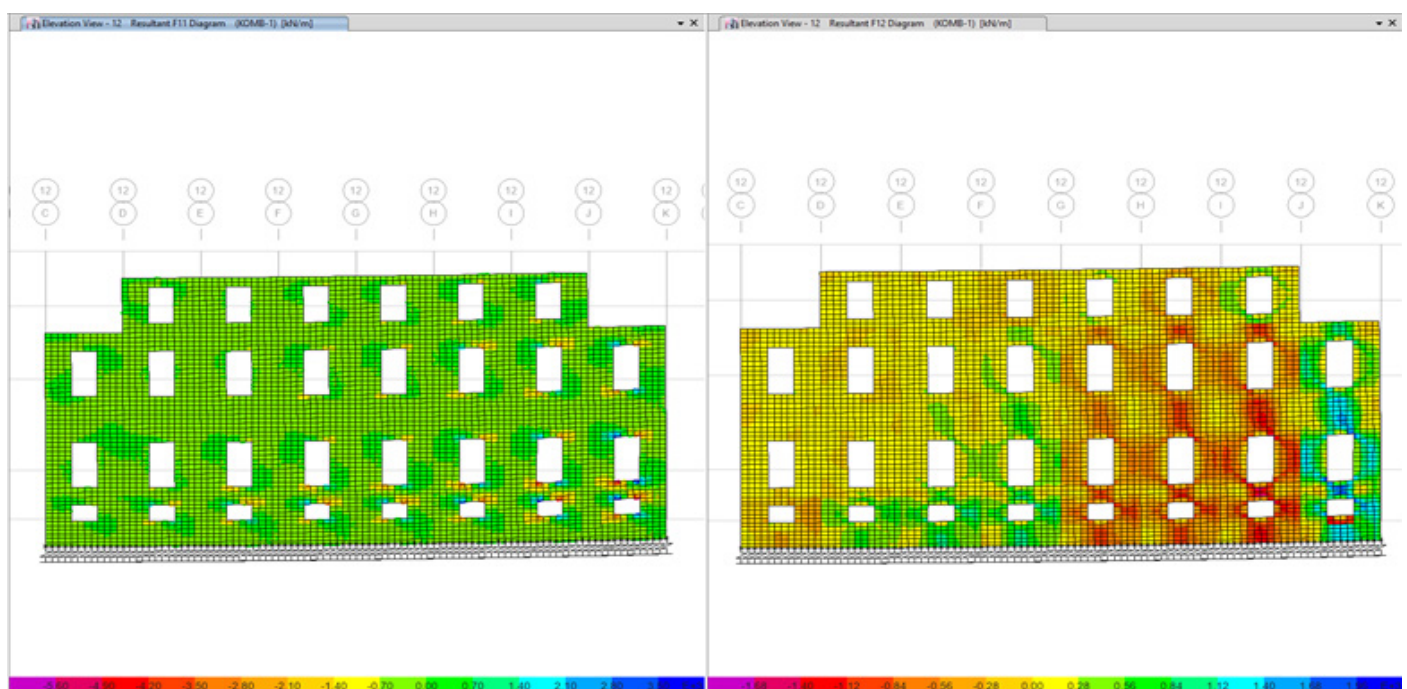 Elevation View - 12 Resultant F11 Diagram (KOMB-1) [kN/m]
12 12 12 12 12 12 12 12 12
C D E F G H I J K
-5.60 -4.90 -4.20 -3.50 -2.80 -2.10 -1.40 -0.70 0.00 0.70 1.40 2.10 2.80
Elevation View - 12 Resultant F12 Diagram (KOMB-1) [kN/m]
12 12 12 12 12 12 12 12 12
C D E F G H I J K
-1.68 -1.40 -1.12 -0.84 -0.56 -0.28 0.00 0.28 0.56 0.84 1.12 1.40 1.68